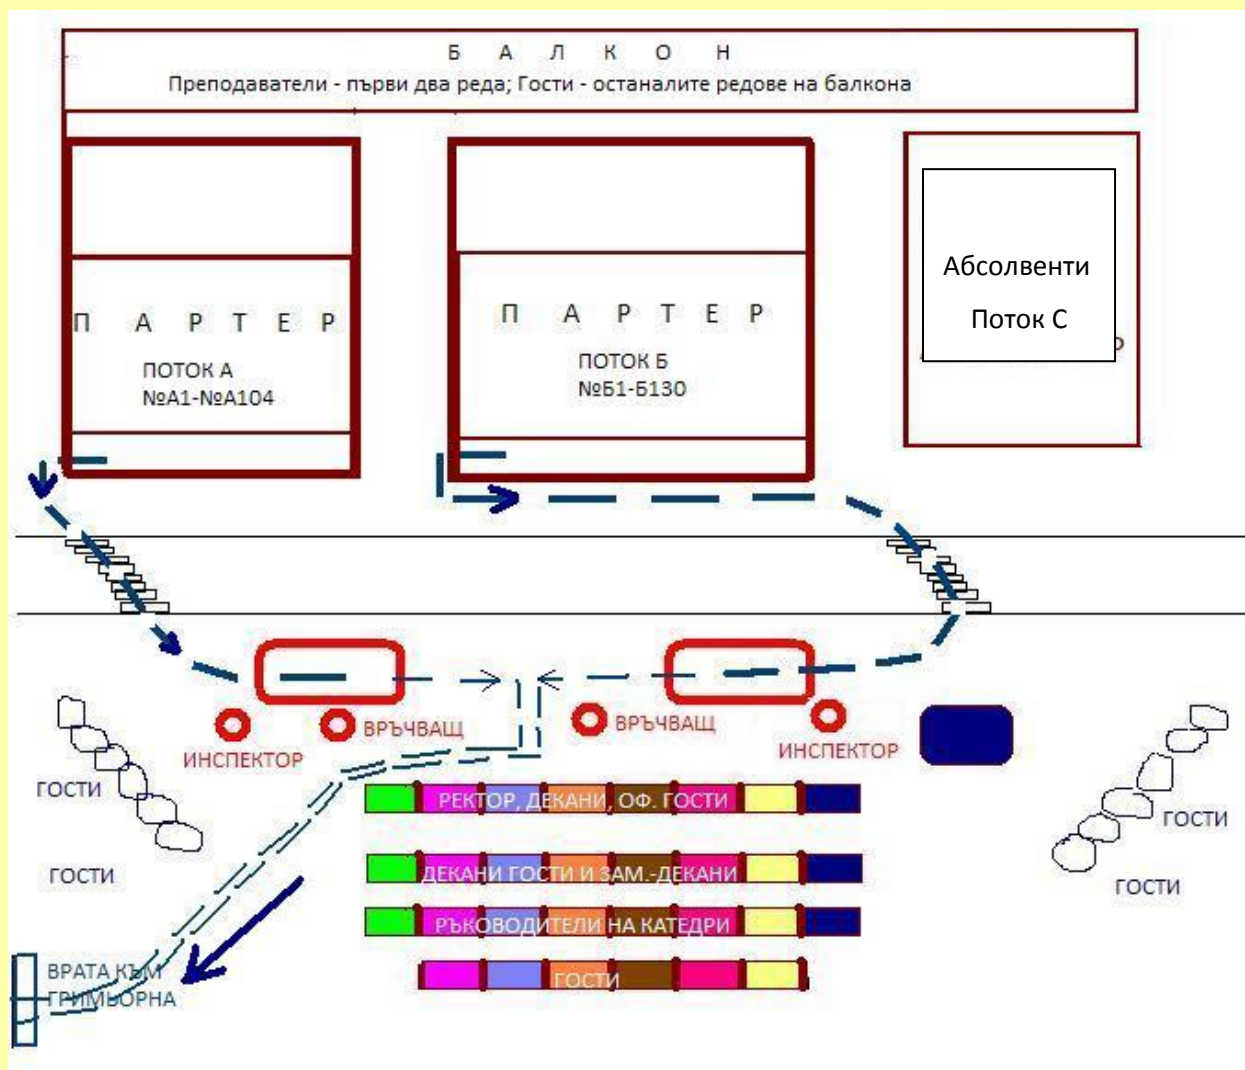 Б А Л К О Н
Преподаватели - първи два реда; Гости - останалите редове на балкона
П А Р Т Е Р
ПОТОК А
№А1-№А104
П А Р Т Е Р
ПОТОК Б
№Б1-Б130
Абсолвенти
Поток С
ИНСПЕКТОР
ВРЪЧВАЩ
ВРЪЧВАЩ
ИНСПЕКТОР
ГОСТИ
ГОСТИ
РЕКТОР, ДЕКАНИ, ОФ. ГОСТИ
ДЕКАНИ ГОСТИ И ЗАМ.-ДЕКАНИ
РЪКОВОДИТЕЛИ НА КАТЕДРИ
ГОСТИ
ГОСТИ
ГОСТИ
ВРАТА КЪМ
ГРИМЬОРНА